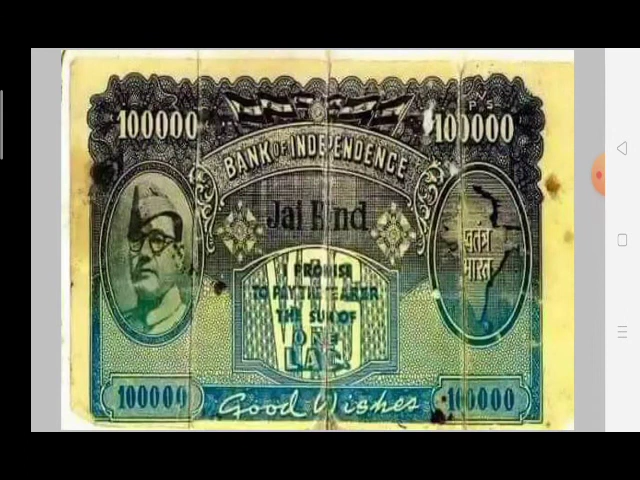 P S
100000 100000
BANK OF INDEPENDENCE
Jai Hind
स्वतंत्र
भारत
I PROMISE
TO PAY THE BEARER
THE SUM OF
ONE
LAC
100000 Good Wishes 100000